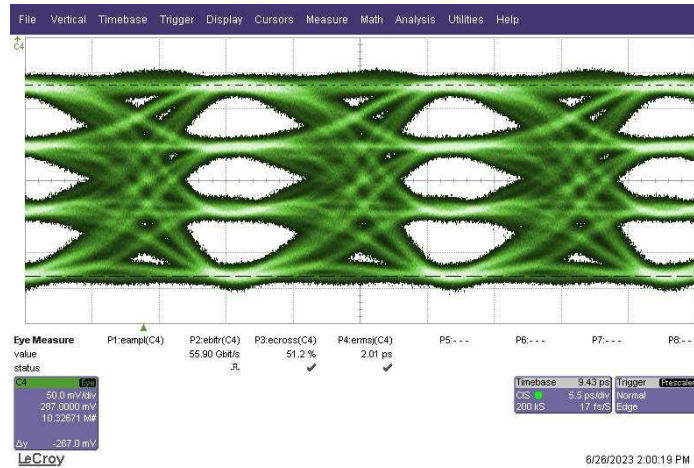 File Vertical Timebase Trigger Display Cursors Measure Math Analysis Utilities Help
C4
Eye Measure P1:eampl(C4) P2:ebitr(C4) P3:ecross(C4) P4:ermsj(C4) P5:- - - P6:- - - P7:- - - P8:- -
value 55.90 Gbit/s 51.2 % 2.01 ps
status
C4 Eye
50.0 mV/div
287.0000 mV
10.32671 M#
Δy -267.0 mV
Timebase 9.43 ps
CIS 5.5 ps/div
200 kS 17 fs/S
Trigger Prescaler
Normal
Edge
LeCroy
6/26/2023 2:00:19 PM